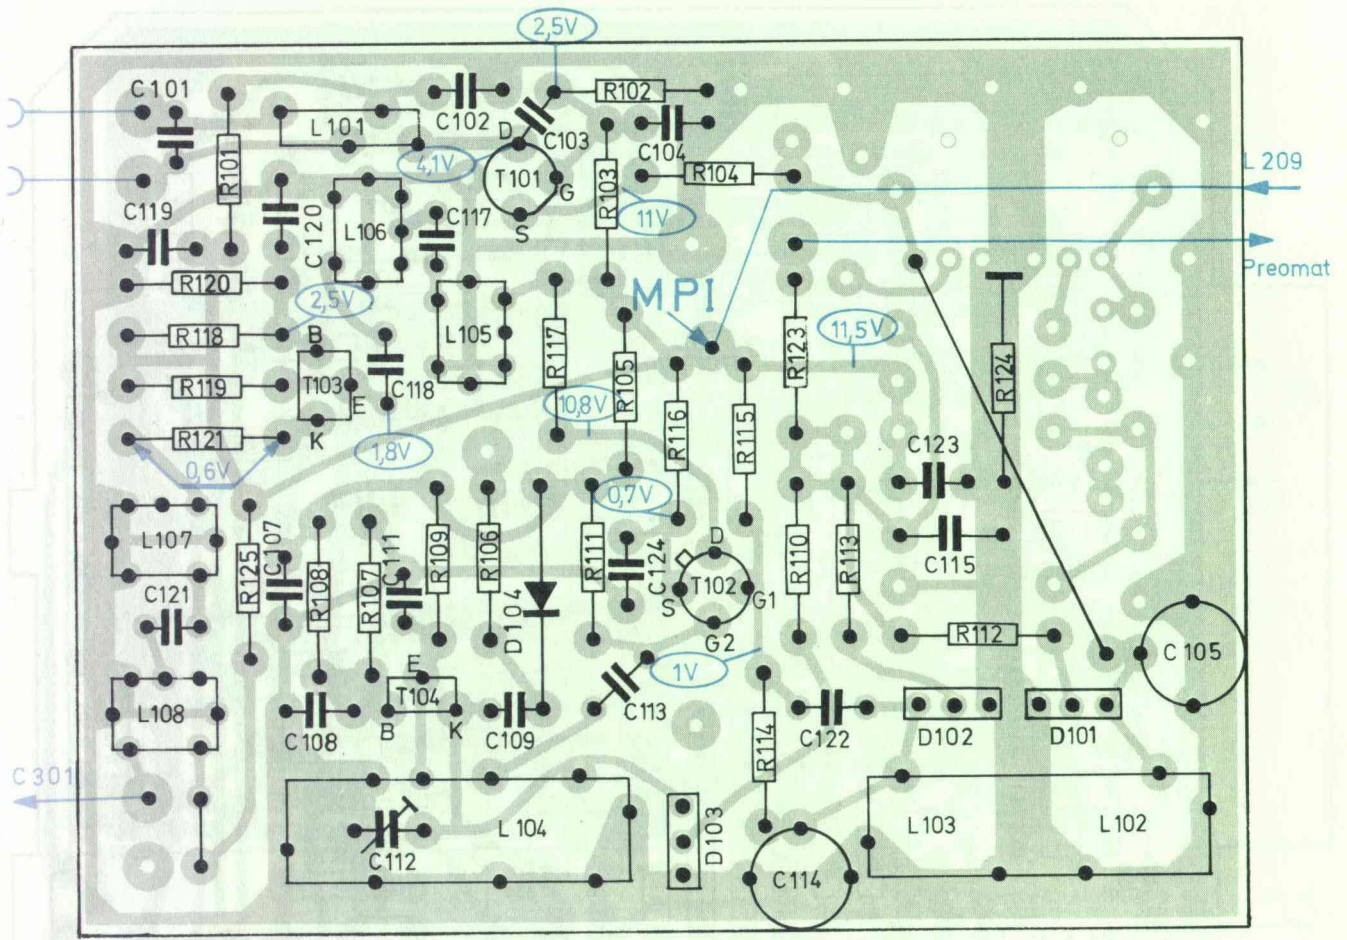 2,5V
C101
C102
R102
L101
D
C103
C104
4,1V
R101
T101
G
R103
R104
L 209
C119
C120
L106
C117
S
11V
Preomat
R120
2,5V
MPI
R118
B
L105
R117
R105
R123
11,5V
R119
T103
E
C118
R124
10,8V
R116
R115
R121
K
1,8V
C123
0,6V
0,7V
L107
C107
C111
R109
R106
R111
C124
D
R110
R113
C115
R125
R108
R107
T102
C121
D104
S
G1
G2
R112
C 105
E
1V
L108
T104
C113
C108
B
K
C109
R114
C122
D102
D101
C 301
L 104
C112
D103
L103
L102
C114